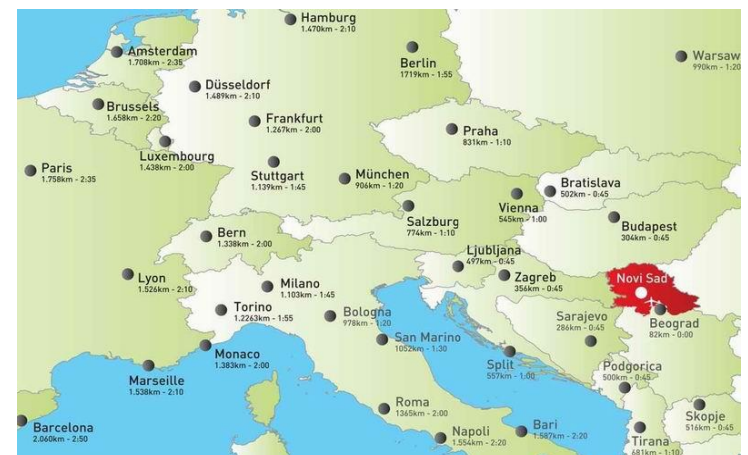 Hamburg
1.470km - 2:10
Amsterdam
1.708km - 2:35
Berlin
1719km - 1:55
Warsaw
990km - 1:20
Düsseldorf
1.489km - 2:10
Brussels
1.658km - 2:20
Frankfurt
1.267km - 2:00
Praha
831km - 1:10
Luxembourg
1.438km - 2:00
Paris
1.758km - 2:35
Stuttgart
1.139km - 1:45
München
906km - 1:20
Bratislava
502km - 0:45
Vienna
545km - 1:00
Salzburg
774km - 1:10
Budapest
304km - 0:45
Bern
1.338km - 2:00
Ljubljana
497km - 0:45
Zagreb
356km - 0:45
Novi Sad
Lyon
1.526km - 2:10
Milano
1.103km - 1:45
Torino
1.2263km - 1:55
Bologna
978km - 1:20
Sarajevo
286km - 0:45
Beograd
82km - 0:00
San Marino
1052km - 1:30
Monaco
1.383km - 2:00
Split
557km - 1:00
Podgorica
500km - 0:45
Marseille
1.538km - 2:10
Roma
1365km - 2:00
Skopje
516km - 0:45
Barcelona
2.060km - 2:50
Napoli
1.554km - 2:20
Bari
1.587km - 2:20
Tirana
681km - 1:10